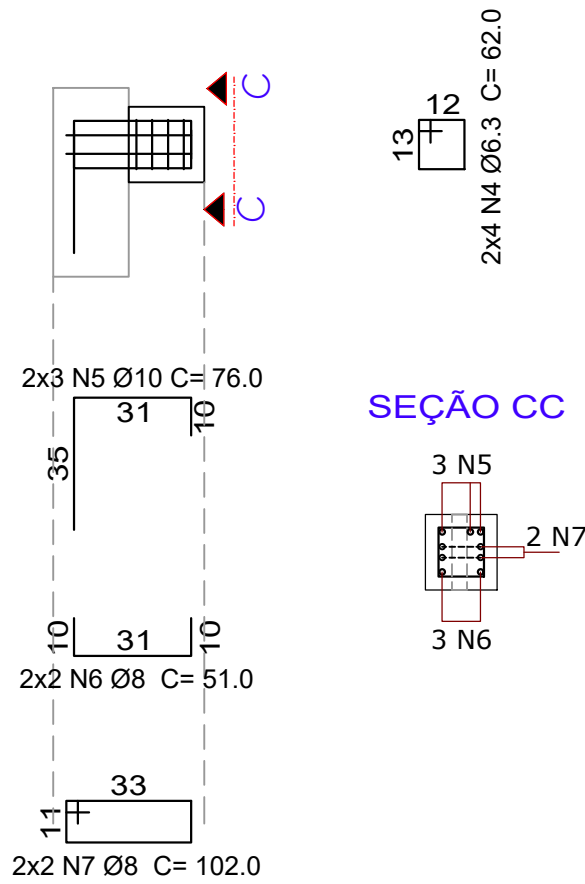 C
C
12
13
2x4 N4 Ø6.3 C= 62.0
2x3 N5 Ø10 C= 76.0
31
10
35
SEÇÃO CC
3 N5
2 N7
3 N6
10
31
10
2x2 N6 Ø8 C= 51.0
33
11
2x2 N7 Ø8 C= 102.0